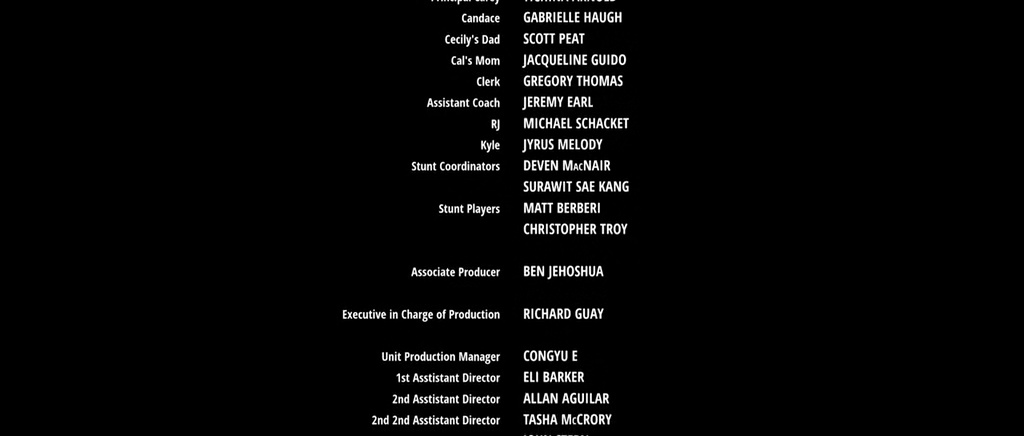 Candace GABRIELLE HAUGH
Cecily's Dad SCOTT PEAT
Cal's Mom JACQUELINE GUIDO
Clerk GREGORY THOMAS
Assistant Coach JEREMY EARL
RJ MICHAEL SCHACKET
Kyle JYRUS MELODY
Stunt Coordinators DEVEN MACNAIR
SURAWIT SAE KANG
Stunt Players MATT BERBERI
CHRISTOPHER TROY
Associate Producer BEN JEHOSHUA
Executive in Charge of Production RICHARD GUAY
Unit Production Manager CONGYU E
1st Asstistant Director ELI BARKER
2nd Asstistant Director ALLAN AGUILAR
2nd 2nd Asstistant Director TASHA McCRORY